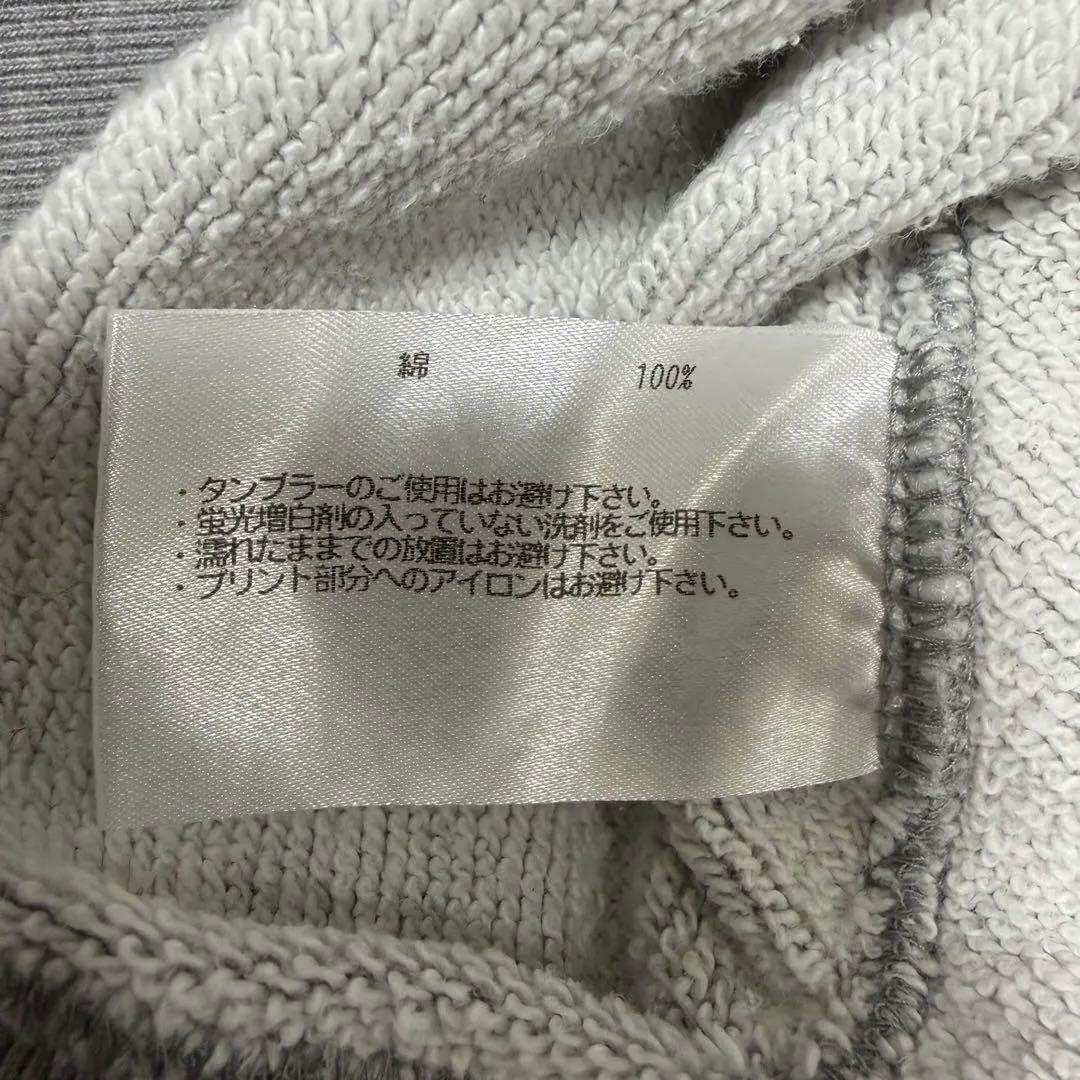 綿 100%
・タンブラーのご使用はお避け下さい。
・蛍光増白剤の入っていない洗剤をご使用下さい。
・濡れたままでの放置はお避け下さい。
・プリント部分へのアイロンはお避け下さい。